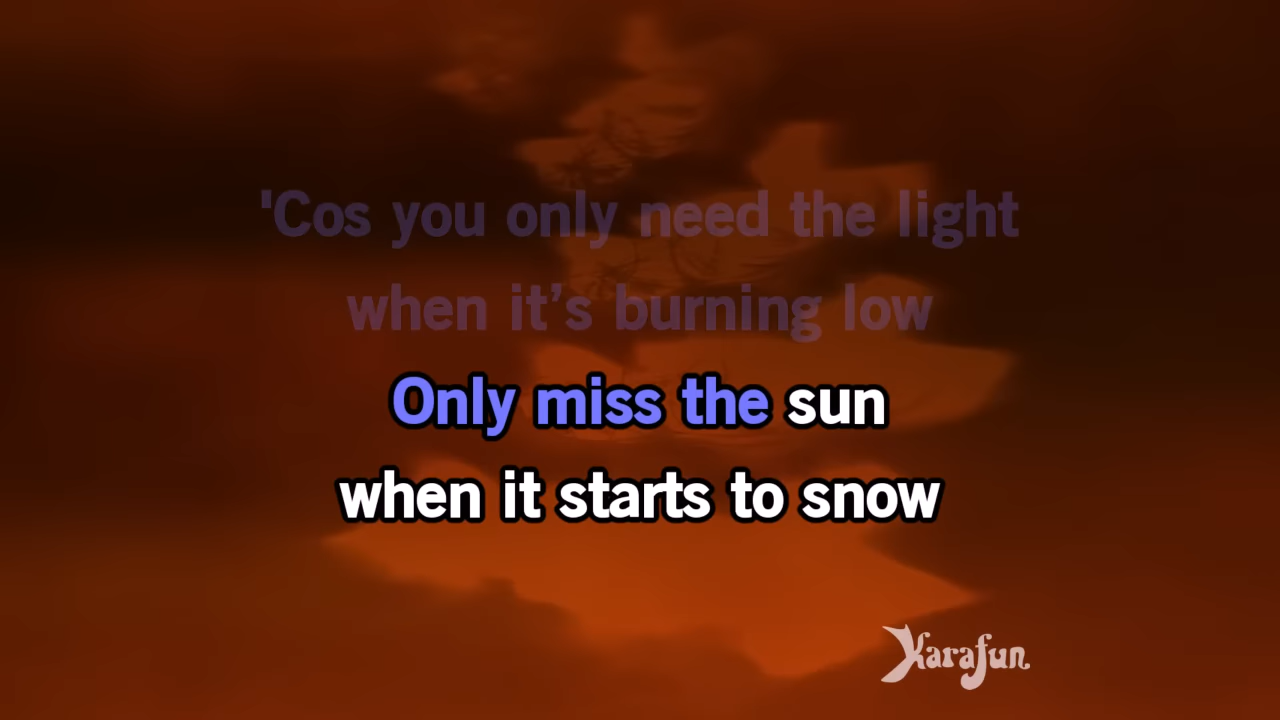 'Cos you only need the light
when it’s burning low
Only miss the sun
when it starts to snow
Karafun